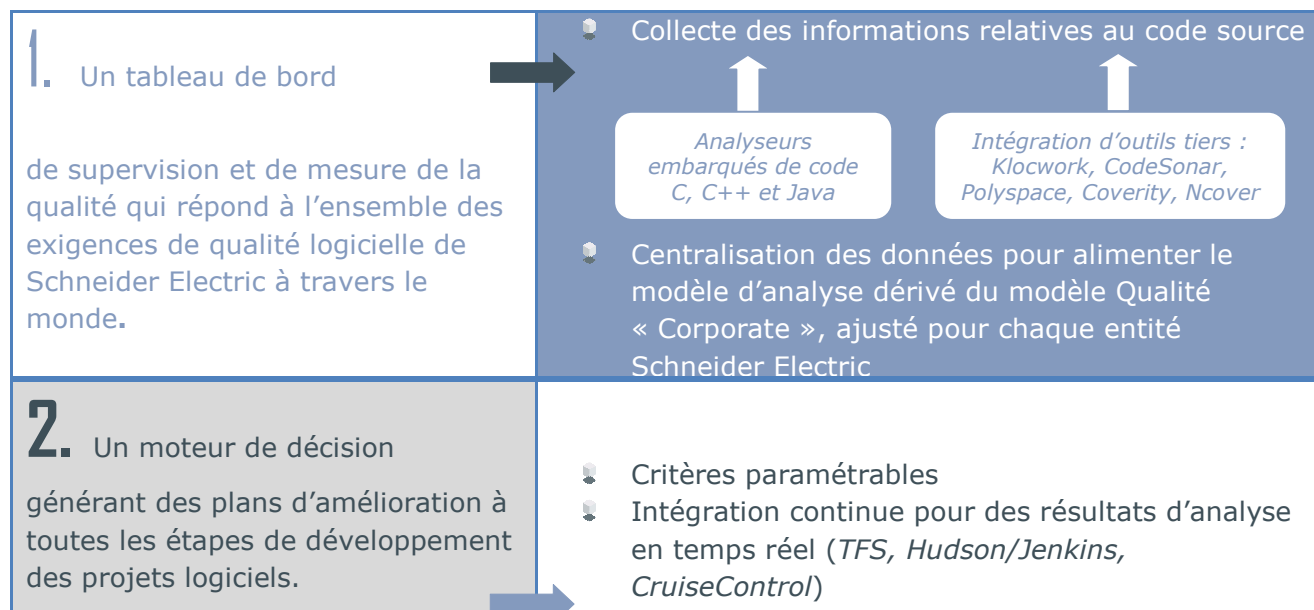 1. Un tableau de bord
de supervision et de mesure de la
qualité qui répond à l’ensemble des
exigences de qualité logicielle de
Schneider Electric à travers le
monde.
Collecte des informations relatives au code source
Analyseurs
embarqués de code
C, C++ et Java
Intégration d’outils tiers :
Klocwork, CodeSonar,
Polyspace, Coverity, Ncover
Centralisation des données pour alimenter le
modèle d’analyse dérivé du modèle Qualité
« Corporate », ajusté pour chaque entité
Schneider Electric
2. Un moteur de décision
générant des plans d’amélioration à
toutes les étapes de développement
des projets logiciels.
Critères paramétrables
Intégration continue pour des résultats d’analyse
en temps réel (TFS, Hudson/Jenkins,
CruiseControl)